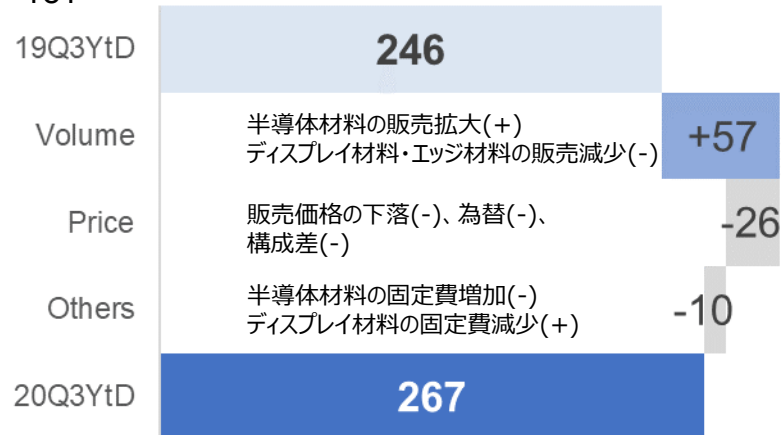 19Q3YtD
246
Volume
半導体材料の販売拡大(+)
ディスプレイ材料・エッジ材料の販売減少(-)
+57
Price
販売価格の下落(-)、為替(-)、
構成差(-)
-26
Others
半導体材料の固定費増加(-)
ディスプレイ材料の固定費減少(+)
-10
20Q3YtD
267